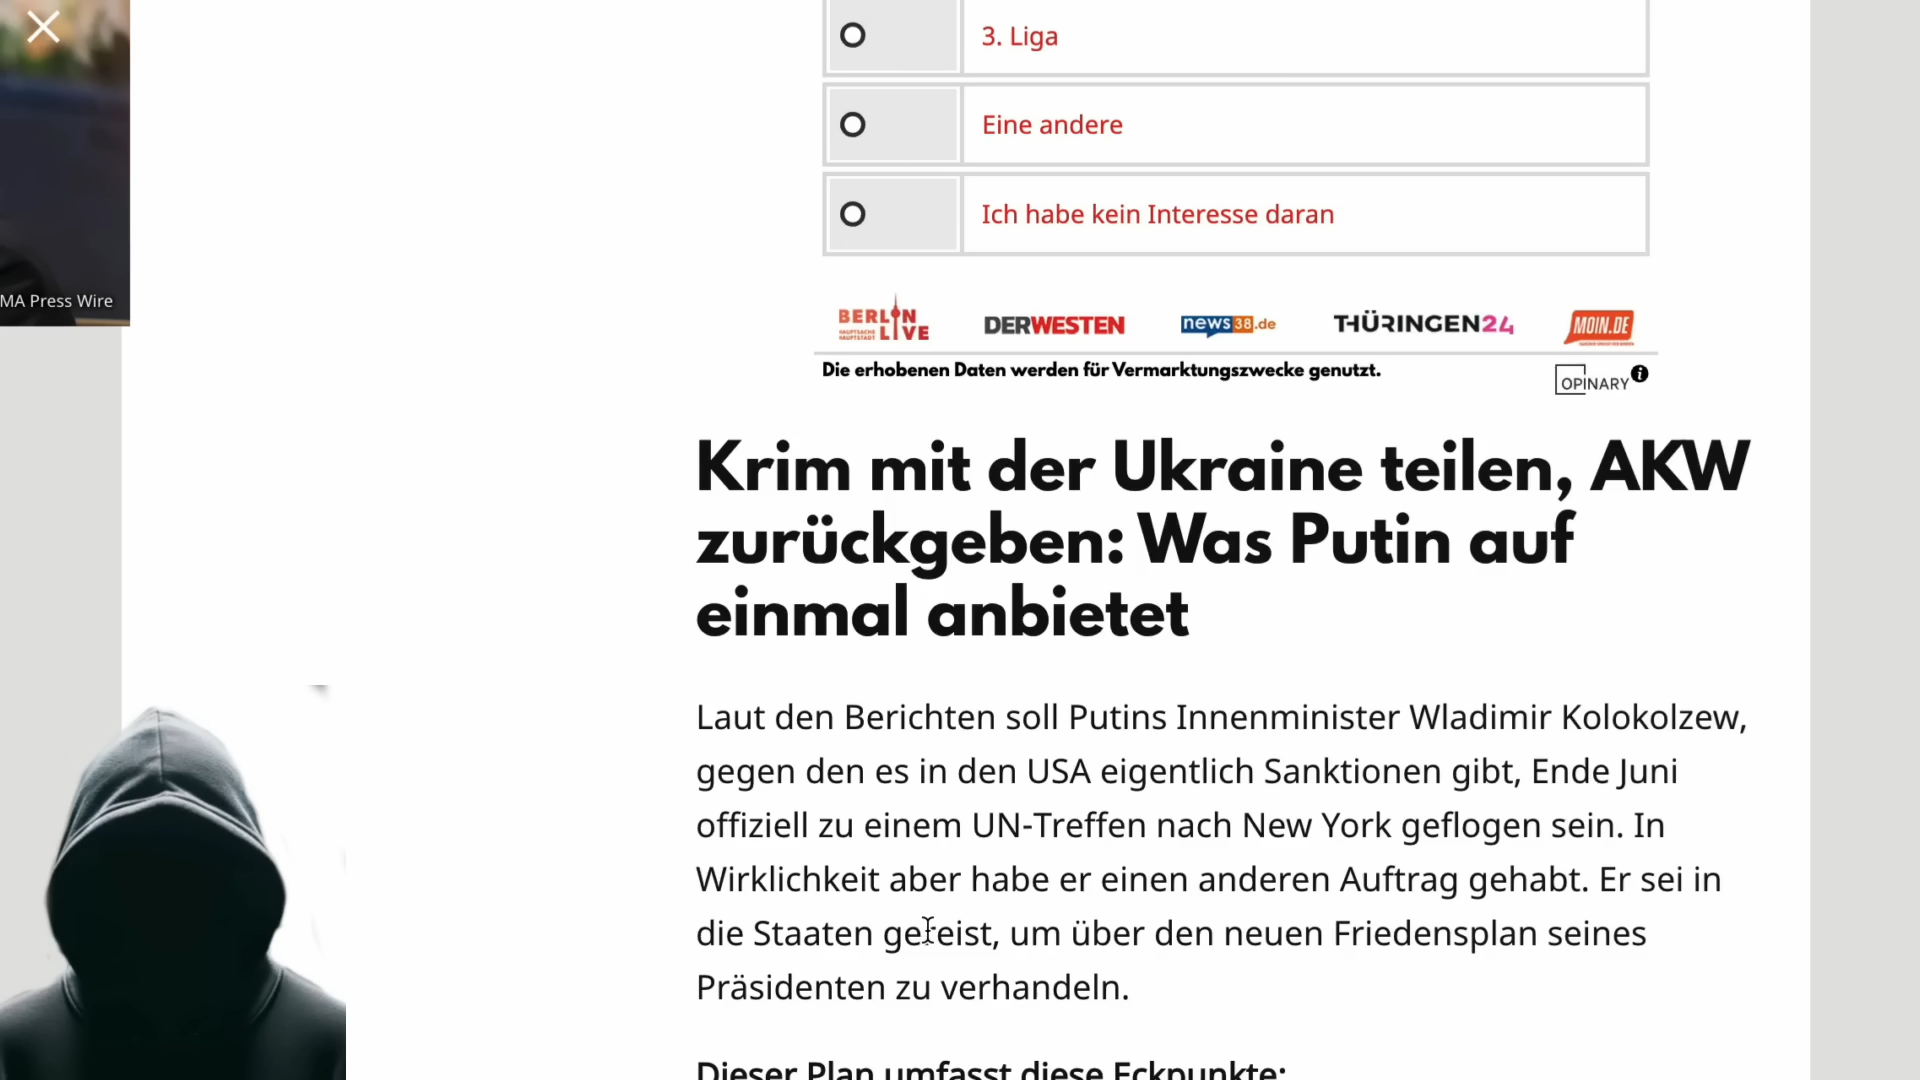 3. Liga
Eine andere
Ich habe kein Interesse daran
MA Press Wire
BERLIN LIVE
DERWESTEN
news38.de
THÜRINGEN24
MOIN.DE
Die erhobenen Daten werden für Vermarktungszwecke genutzt.
OPINARY
Krim mit der Ukraine teilen, AKW
zurückgeben: Was Putin auf
einmal anbietet
Laut den Berichten soll Putins Innenminister Wladimir Kolokolzew,
gegen den es in den USA eigentlich Sanktionen gibt, Ende Juni
offiziell zu einem UN-Treffen nach New York geflogen sein. In
Wirklichkeit aber habe er einen anderen Auftrag gehabt. Er sei in
die Staaten gereist, um über den neuen Friedensplan seines
Präsidenten zu verhandeln.
Dieser Plan umfasst diese Eckpunkte: